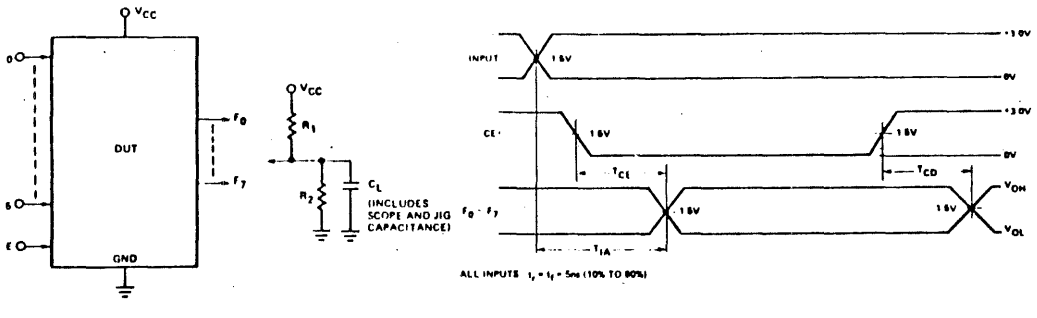 VCC
0
F0
DUT
F7
5
E
GND
VCC
R1
R2
CL
(INCLUDES
SCOPE AND JIG
CAPACITANCE)
INPUT
1.5V
+3.0V
0V
CE
1.5V
1.5V
+3.0V
0V
TCE
TCD
F0 - F7
1.5V
1.5V
VOH
VOL
TIA
ALL INPUTS tr = tf = 5ns (10% TO 90%)